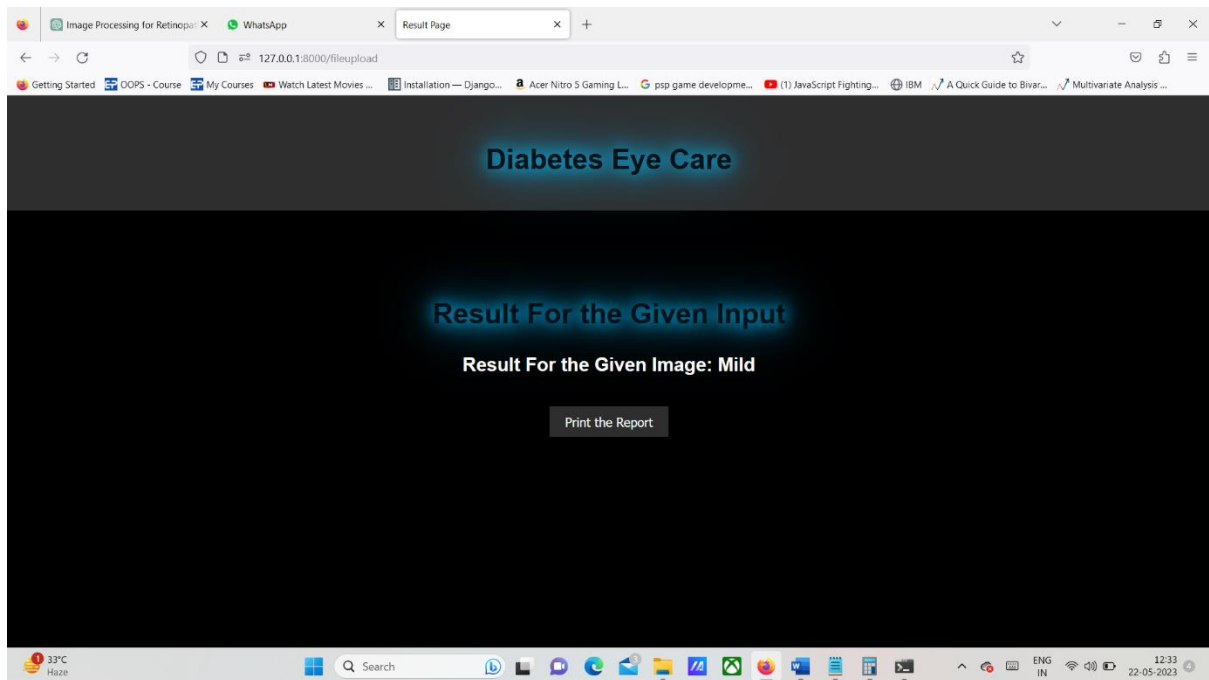 Image Processing for Retinopat
WhatsApp
Result Page
127.0.0.1:8000/fileupload
Getting Started
OOPS - Course
My Courses
Watch Latest Movies ...
Installation — Django...
Acer Nitro 5 Gaming L...
psp game developme...
(1) JavaScript Fighting...
IBM
A Quick Guide to Bivar...
Multivariate Analysis ...
Diabetes Eye Care
Result For the Given Input
Result For the Given Image: Mild
Print the Report
1
33°C
Haze
Search
ENG
IN
12:33
22-05-2023